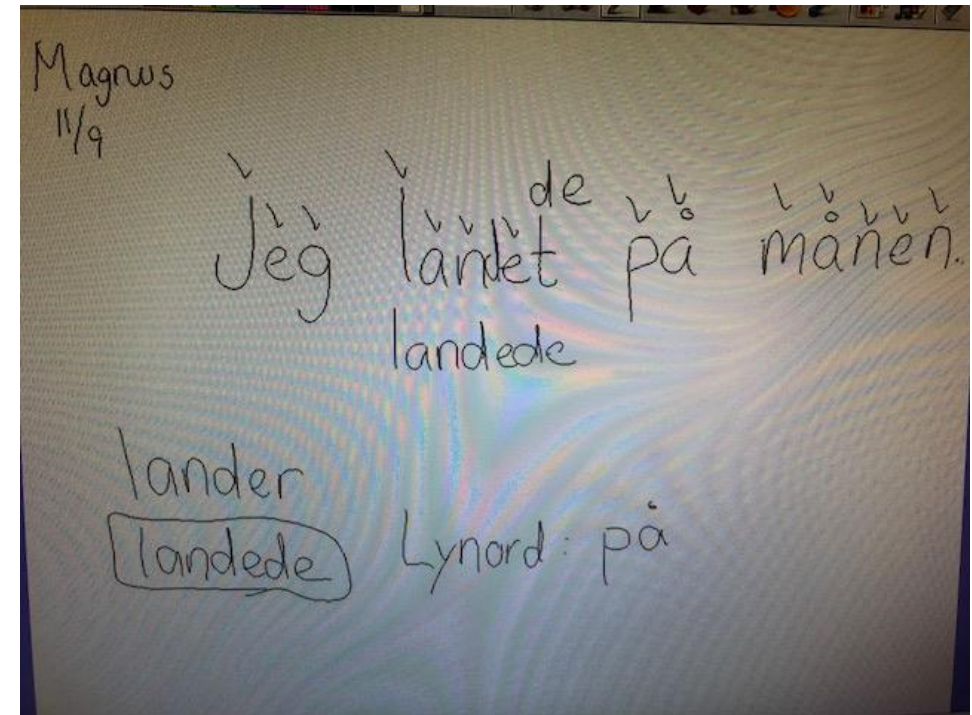 Magnus
11/9
de
Jeg landet på månen.
landede
lander
landede Lynord: på